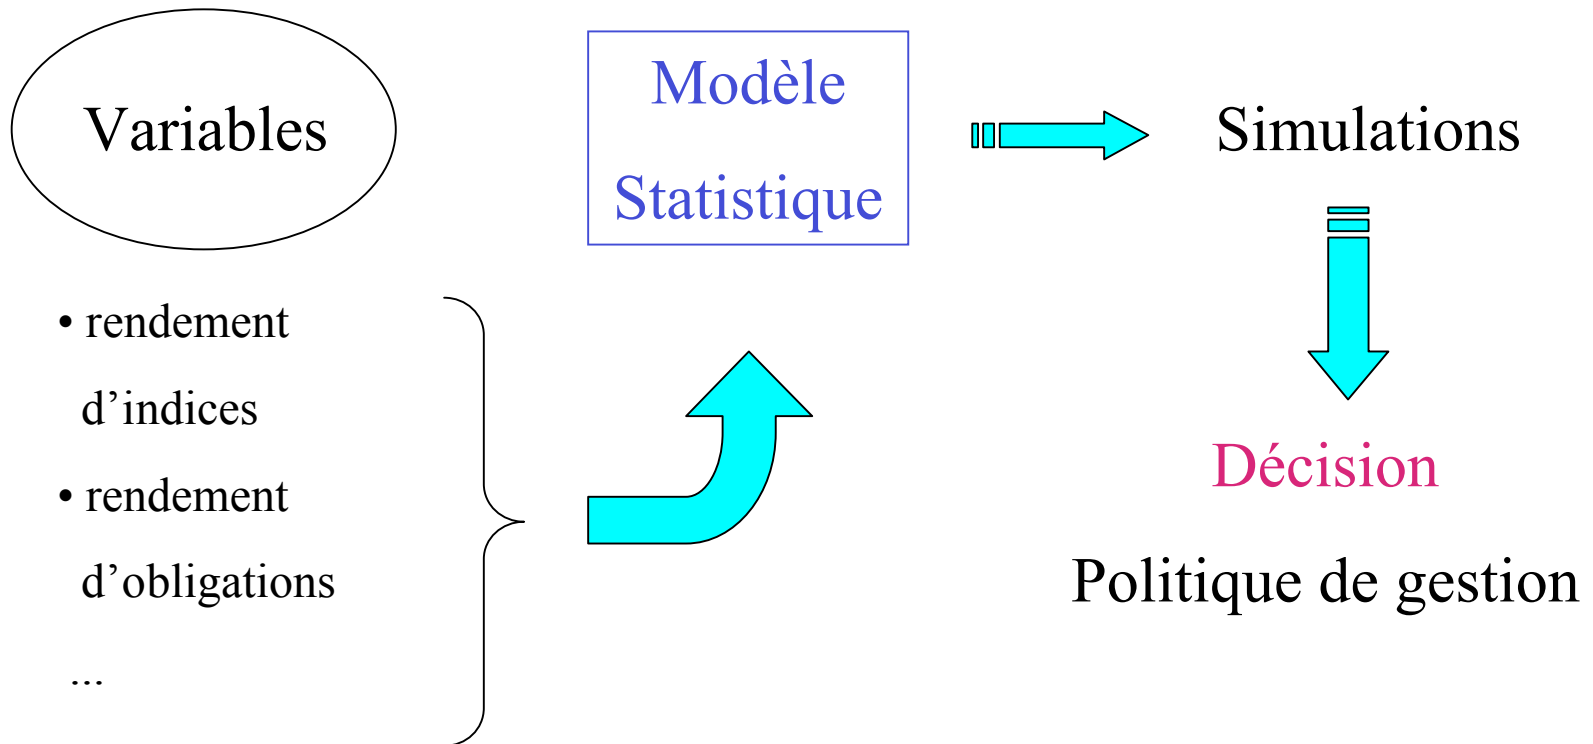 Variables
• rendement
d’indices
• rendement
d’obligations
...
Modèle
Statistique
Simulations
Décision
Politique de gestion